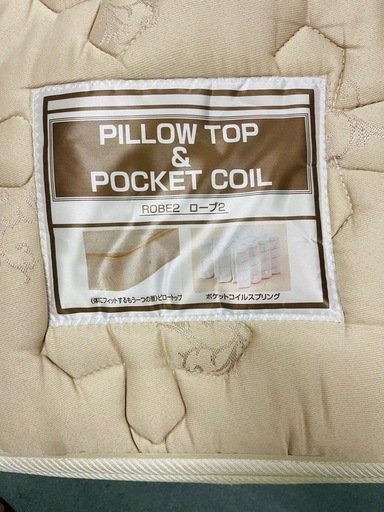 PILLOW TOP
&
POCKET COIL
ROBE2 ローブ2
(体にフィットするもう一つの層)ピロートップ
ポケットコイルスプリング